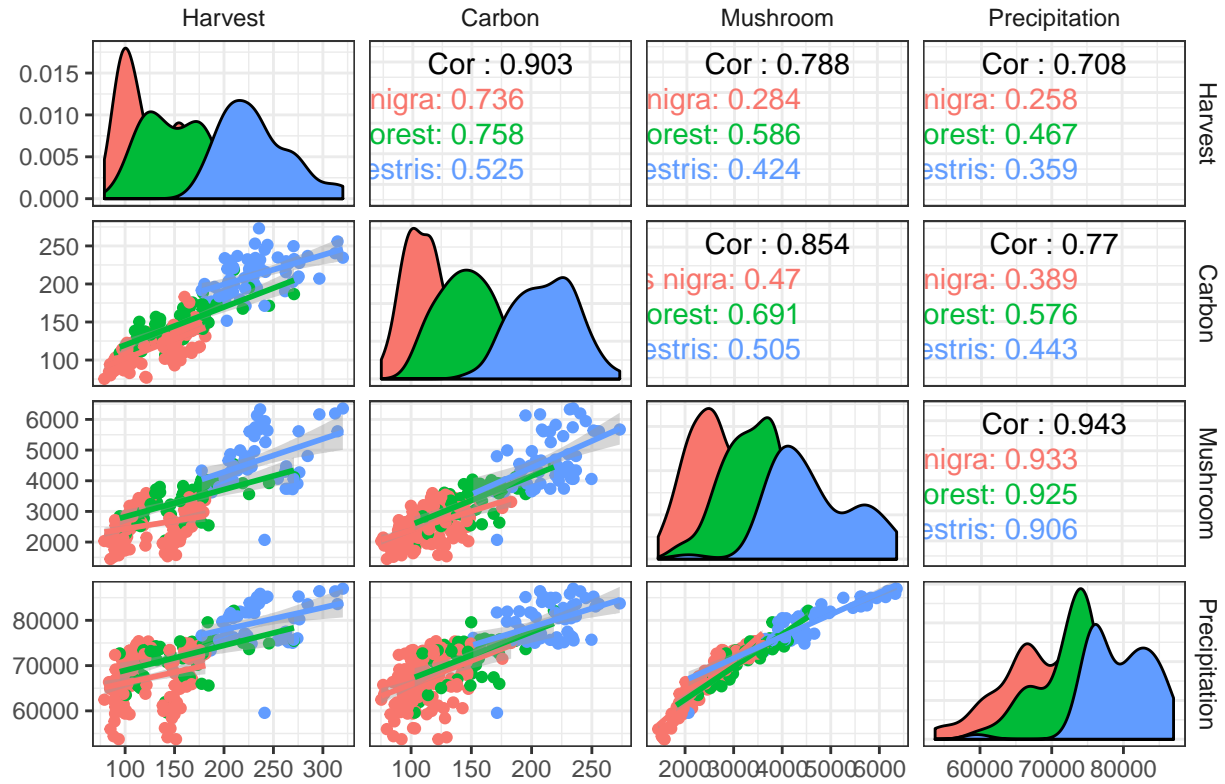 Harvest Carbon Mushroom Precipitation
0.015
0.010
0.005
0.000
Cor : 0.903
nigra: 0.736
orest: 0.758
estris: 0.525
Cor : 0.788
nigra: 0.284
orest: 0.586
estris: 0.424
Cor : 0.708
nigra: 0.258
orest: 0.467
estris: 0.359
Harvest
250
200
150
100
Cor : 0.854
s nigra: 0.47
orest: 0.691
estris: 0.505
Cor : 0.77
nigra: 0.389
orest: 0.576
estris: 0.443
Carbon
6000
5000
4000
3000
2000
Cor : 0.943
nigra: 0.933
orest: 0.925
estris: 0.906
Mushroom
80000
70000
60000
Precipitation
100 150 200 250 300 100 150 200 250 2000 3000 4000 5000 6000 60000 70000 80000